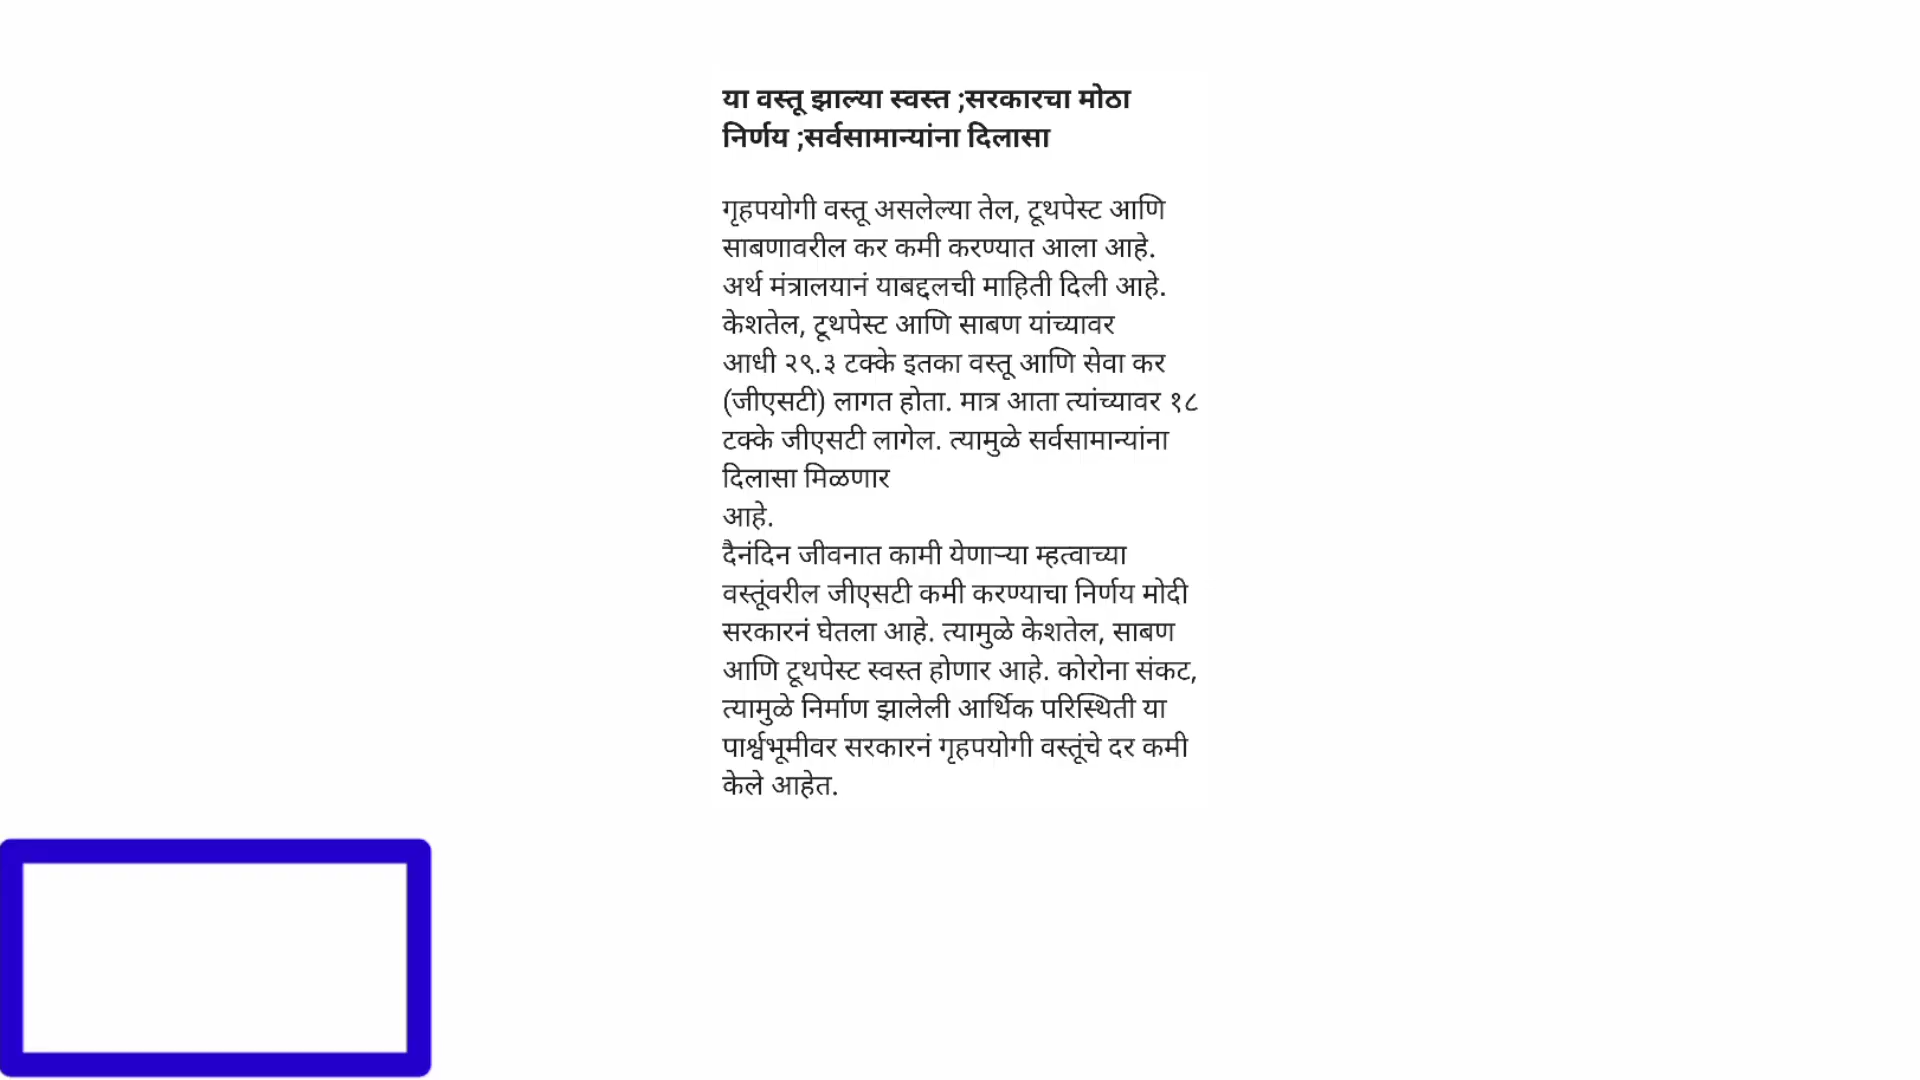 या वस्तू झाल्या स्वस्त ;सरकारचा मोठा
निर्णय ;सर्वसामान्यांना दिलासा
गृहपयोगी वस्तू असलेल्या तेल, टूथपेस्ट आणि
साबणावरील कर कमी करण्यात आला आहे.
अर्थ मंत्रालयानं याबद्दलची माहिती दिली आहे.
केशतेल, टूथपेस्ट आणि साबण यांच्यावर
आधी २९.३ टक्के इतका वस्तू आणि सेवा कर
(जीएसटी) लागत होता. मात्र आता त्यांच्यावर १८
टक्के जीएसटी लागेल. त्यामुळे सर्वसामान्यांना
दिलासा मिळणार
आहे.
दैनंदिन जीवनात कामी येणाऱ्या म्हत्वाच्या
वस्तूंवरील जीएसटी कमी करण्याचा निर्णय मोदी
सरकारनं घेतला आहे. त्यामुळे केशतेल, साबण
आणि टूथपेस्ट स्वस्त होणार आहे. कोरोना संकट,
त्यामुळे निर्माण झालेली आर्थिक परिस्थिती या
पार्श्वभूमीवर सरकारनं गृहपयोगी वस्तूंचे दर कमी
केले आहेत.